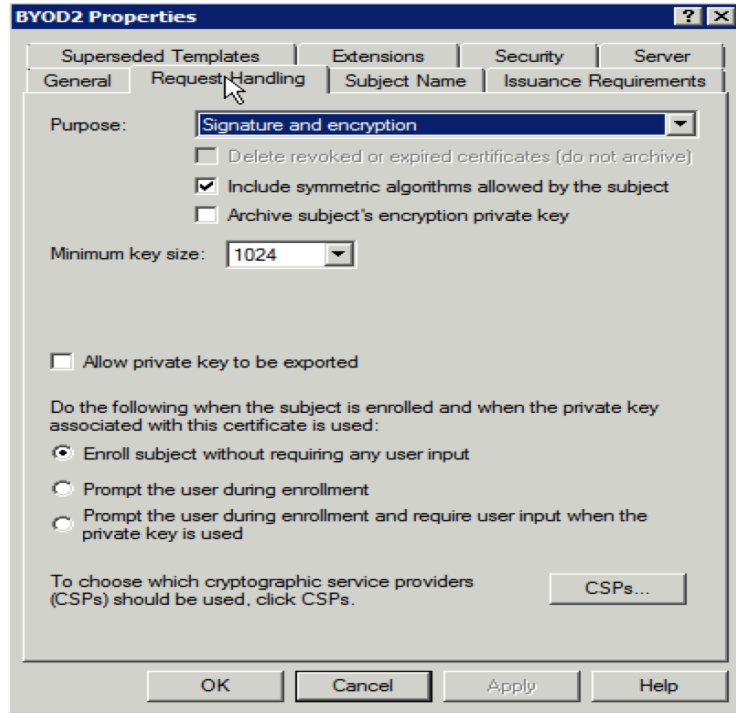 BYOD2 Properties
Superseded Templates Extensions Security Server
General Request Handling Subject Name Issuance Requirements
Purpose: Signature and encryption
Delete revoked or expired certificates (do not archive)
Include symmetric algorithms allowed by the subject
Archive subject's encryption private key
Minimum key size: 1024
Allow private key to be exported
Do the following when the subject is enrolled and when the private key
associated with this certificate is used:
Enroll subject without requiring any user input
Prompt the user during enrollment
Prompt the user during enrollment and require user input when the
private key is used
To choose which cryptographic service providers
(CSPs) should be used, click CSPs.
CSPs...
OK Cancel Apply Help